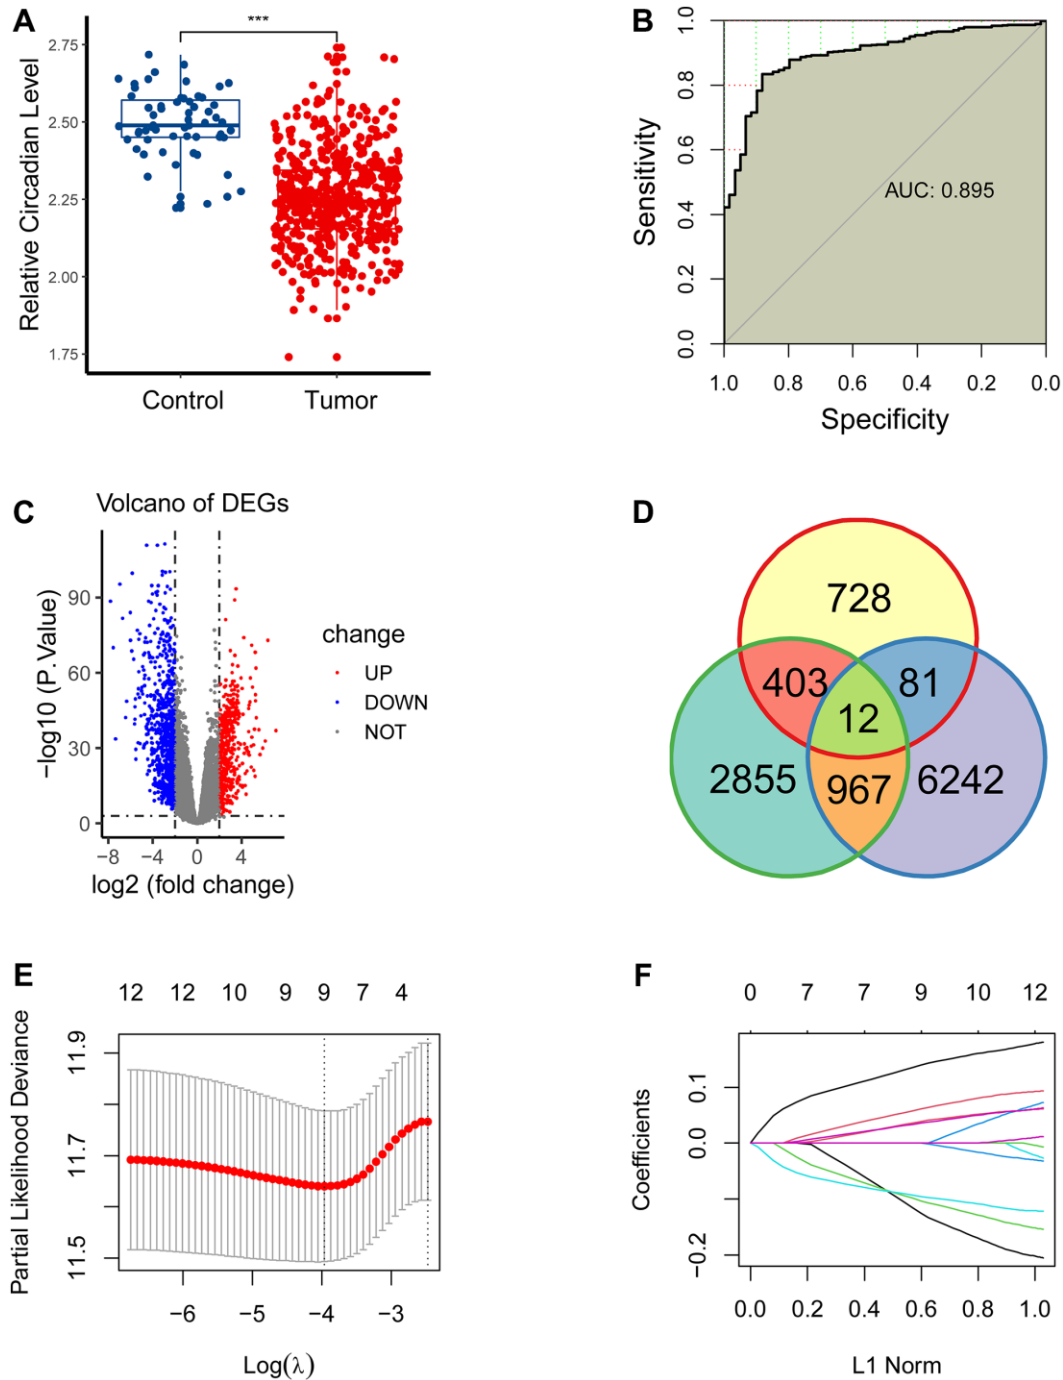 A
***
Relative Circadian Level
2.75
2.50
2.25
2.00
1.75
Control Tumor
B
Sensitivity
1.0
0.8
0.6
0.4
0.2
0.0
AUC: 0.895
1.0 0.8 0.6 0.4 0.2 0.0
Specificity
C
Volcano of DEGs
−log10 (P.Value)
90
60
30
0
−8 −4 0 4
log2 (fold change)
change
UP
DOWN
NOT
D
728
403
81
12
2855
967
6242
E
12 12 10 9 9 7 4
Partial Likelihood Deviance
11.9
11.7
11.5
−6 −5 −4 −3
Log(λ)
F
0 7 7 9 10 12
Coefficients
0.1
0.0
−0.2
0.0 0.2 0.4 0.6 0.8 1.0
L1 Norm